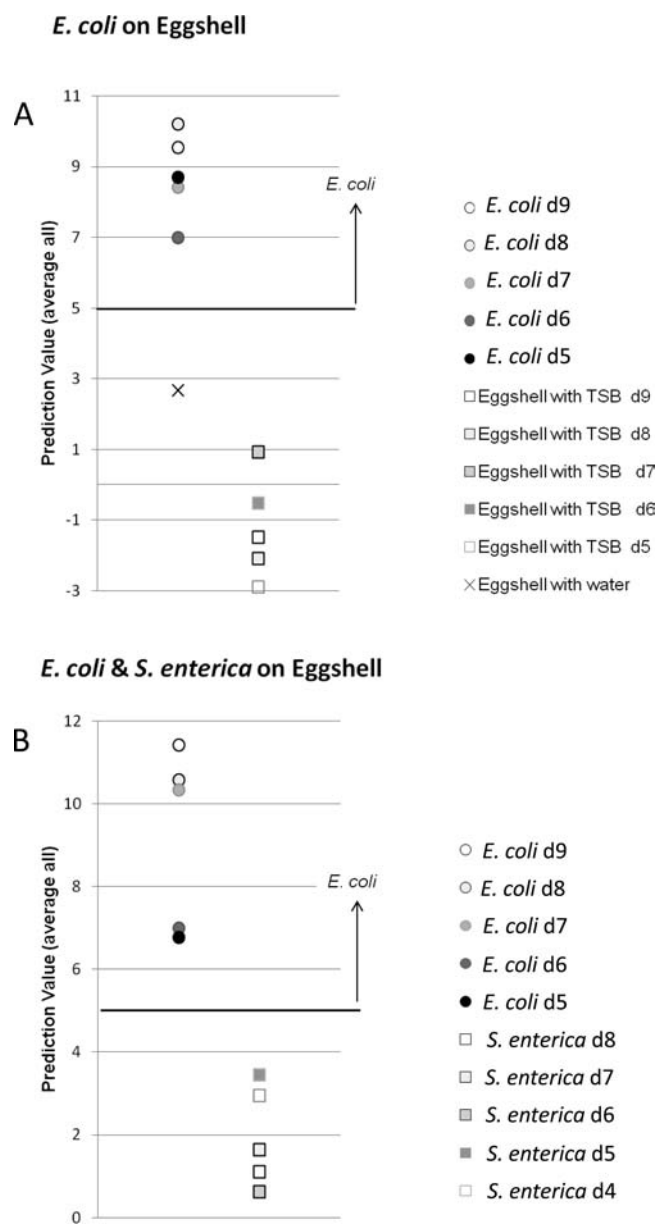 E. coli on Eggshell
A
11
9
7
5
3
1
-1
-3
Prediction Value (average all)
E. coli
E. coli d9
E. coli d8
E. coli d7
E. coli d6
E. coli d5
Eggshell with TSB d9
Eggshell with TSB d8
Eggshell with TSB d7
Eggshell with TSB d6
Eggshell with TSB d5
Eggshell with water
E. coli & S. enterica on Eggshell
B
12
10
8
6
4
2
0
Prediction Value (average all)
E. coli
E. coli d9
E. coli d8
E. coli d7
E. coli d6
E. coli d5
S. enterica d8
S. enterica d7
S. enterica d6
S. enterica d5
S. enterica d4